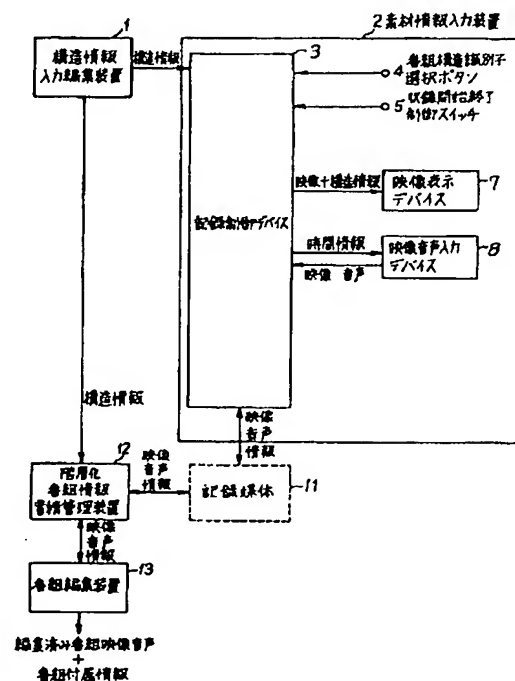 1
構造情報
入力編集装置
構造情報
2 素材情報入力装置
3
記録制御デバイス
4 番組構造識別子
選択ボタン
5 収録開始終了
制御スイッチ
映像+構造情報
映像表示
デバイス
7
時間情報
映像 音声
映像音声入力
デバイス
8
構造情報
映像
音声
情報
12
階層化
番組情報
蓄積管理装置
映像
音声
情報
記録媒体
11
映像
音声
情報
13
番組編集装置
編集済み番組映像音声
+
番組付属情報